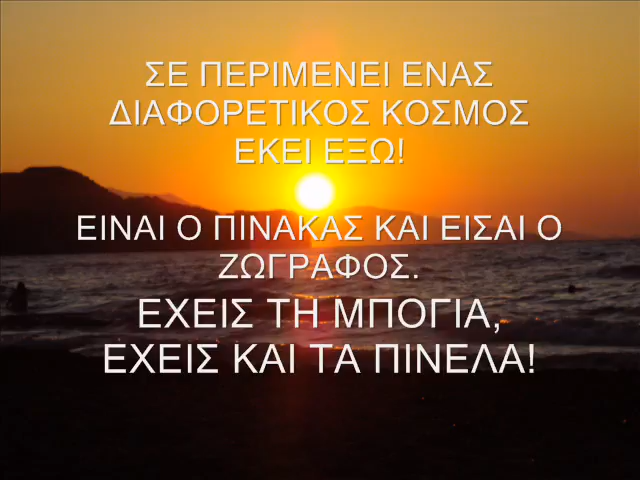 ΣΕ ΠΕΡΙΜΕΝΕΙ ΕΝΑΣ
ΔΙΑΦΟΡΕΤΙΚΟΣ ΚΟΣΜΟΣ
ΕΚΕΙ ΕΞΩ!
ΕΙΝΑΙ Ο ΠΙΝΑΚΑΣ ΚΑΙ ΕΙΣΑΙ Ο
ΖΩΓΡΑΦΟΣ.
ΕΧΕΙΣ ΤΗ ΜΠΟΓΙΑ,
ΕΧΕΙΣ ΚΑΙ ΤΑ ΠΙΝΕΛΑ!